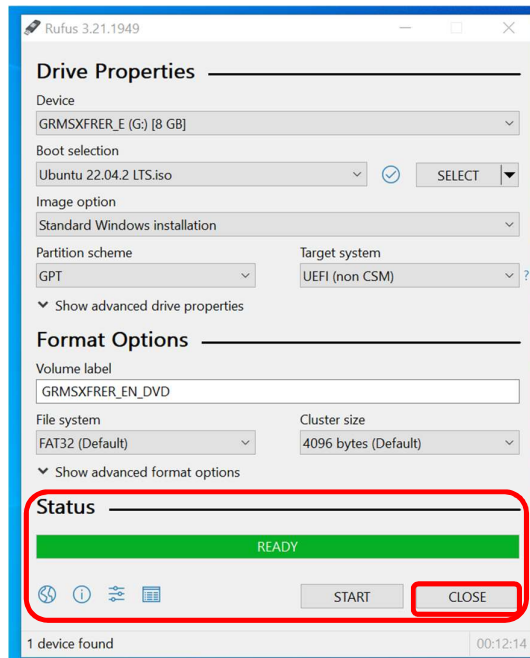 Rufus 3.21.1949
Drive Properties
Device
GRMSXFRER_E (G:) [8 GB]
Boot selection
Ubuntu 22.04.2 LTS.iso SELECT
Image option
Standard Windows installation
Partition scheme Target system
GPT UEFI (non CSM) ?
Show advanced drive properties
Format Options
Volume label
GRMSXFRER_EN_DVD
File system Cluster size
FAT32 (Default) 4096 bytes (Default)
Show advanced format options
Status
READY
START CLOSE
1 device found 00:12:14